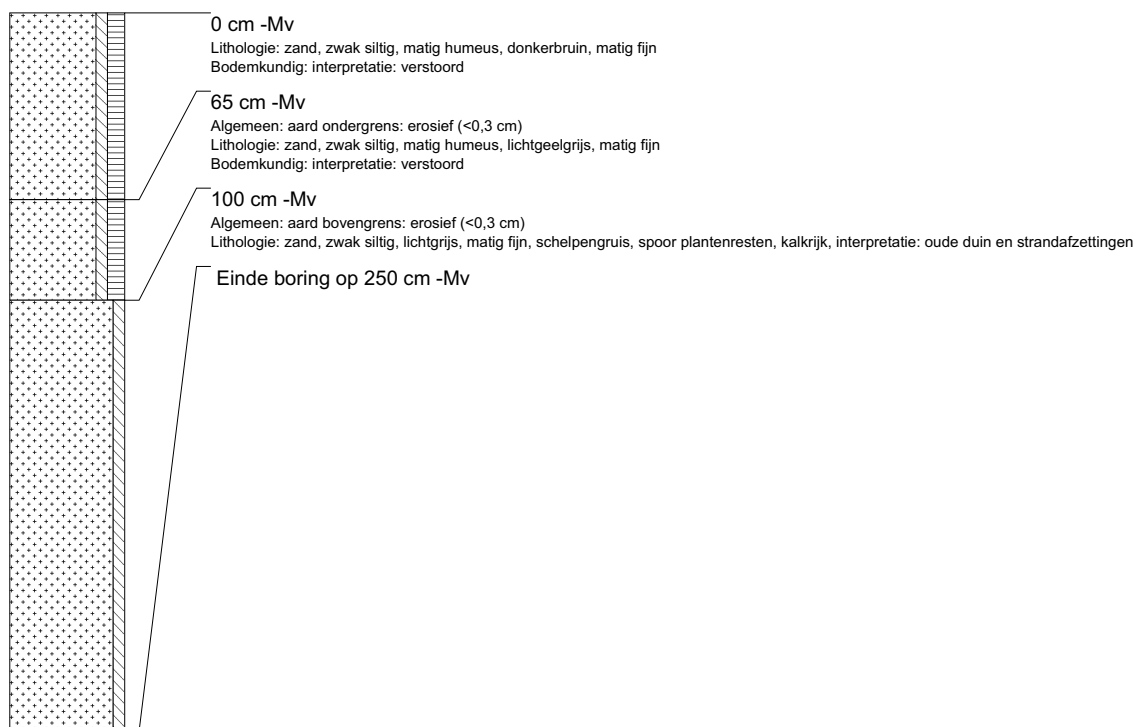 0 cm -Mv
Lithologie: zand, zwak siltig, matig humeus, donkerbruin, matig fijn
Bodemkundig: interpretatie: verstoord
65 cm -Mv
Algemeen: aard ondergrens: erosief (<0,3 cm)
Lithologie: zand, zwak siltig, matig humeus, lichtgeelgrijs, matig fijn
Bodemkundig: interpretatie: verstoord
100 cm -Mv
Algemeen: aard bovengrens: erosief (<0,3 cm)
Lithologie: zand, zwak siltig, lichtgrijs, matig fijn, schelpengruis, spoor plantenresten, kalkrijk, interpretatie: oude duin en strandafzettingen
Einde boring op 250 cm -Mv